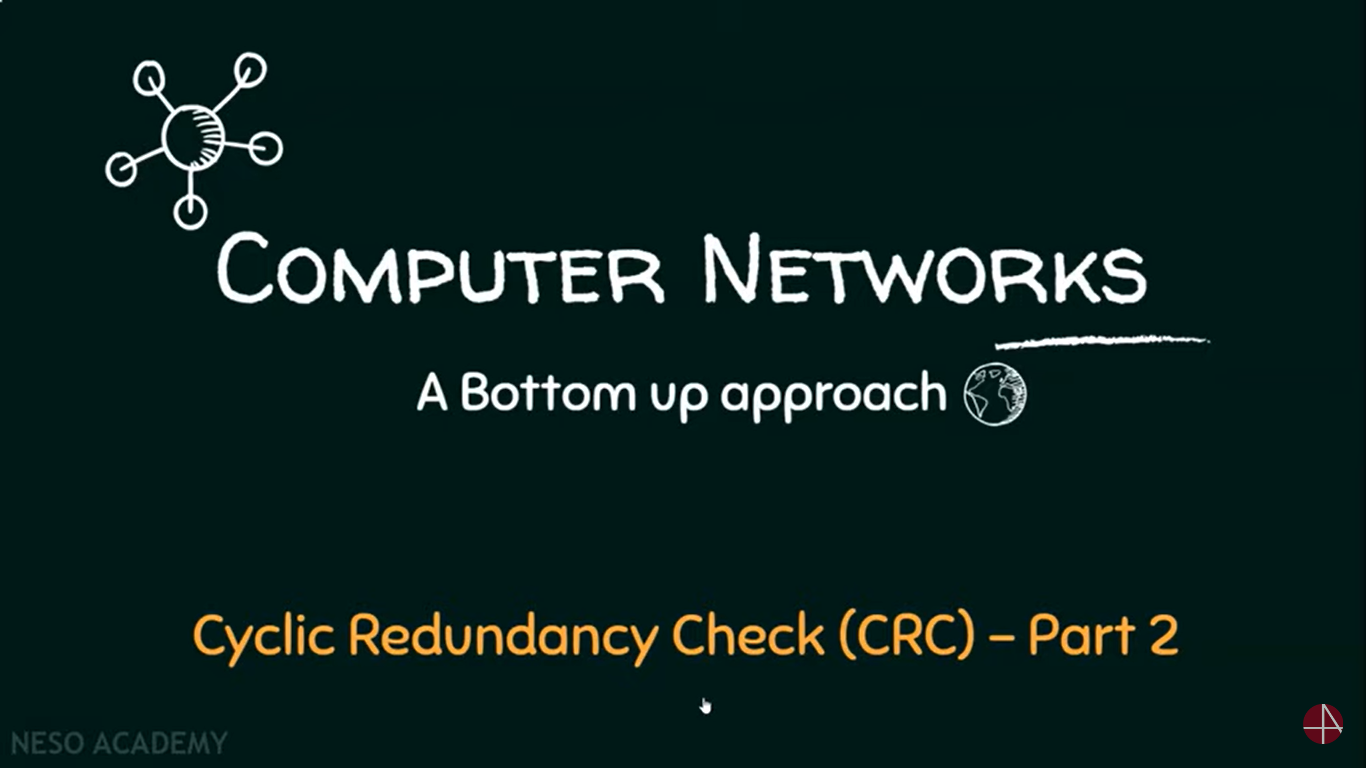 COMPUTER NETWORKS
A Bottom up approach
Cyclic Redundancy Check (CRC) – Part 2
NESO ACADEMY